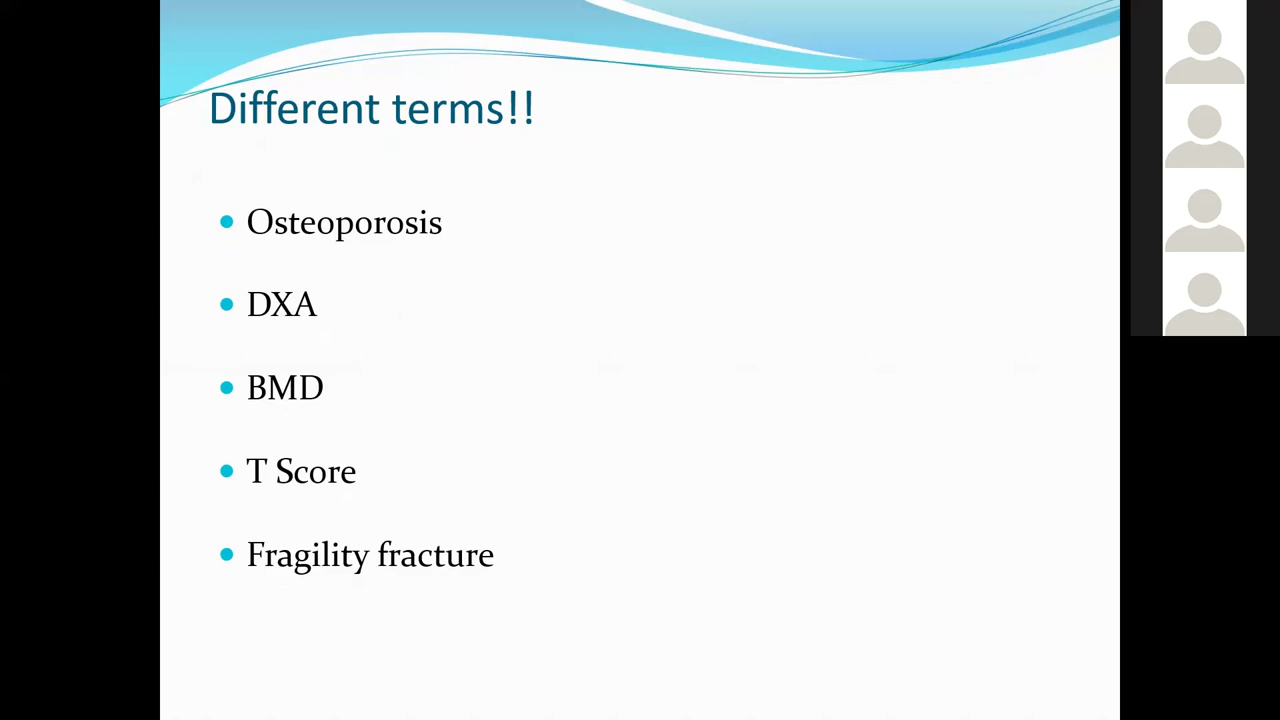 Different terms!!
Osteoporosis
DXA
BMD
T Score
Fragility fracture